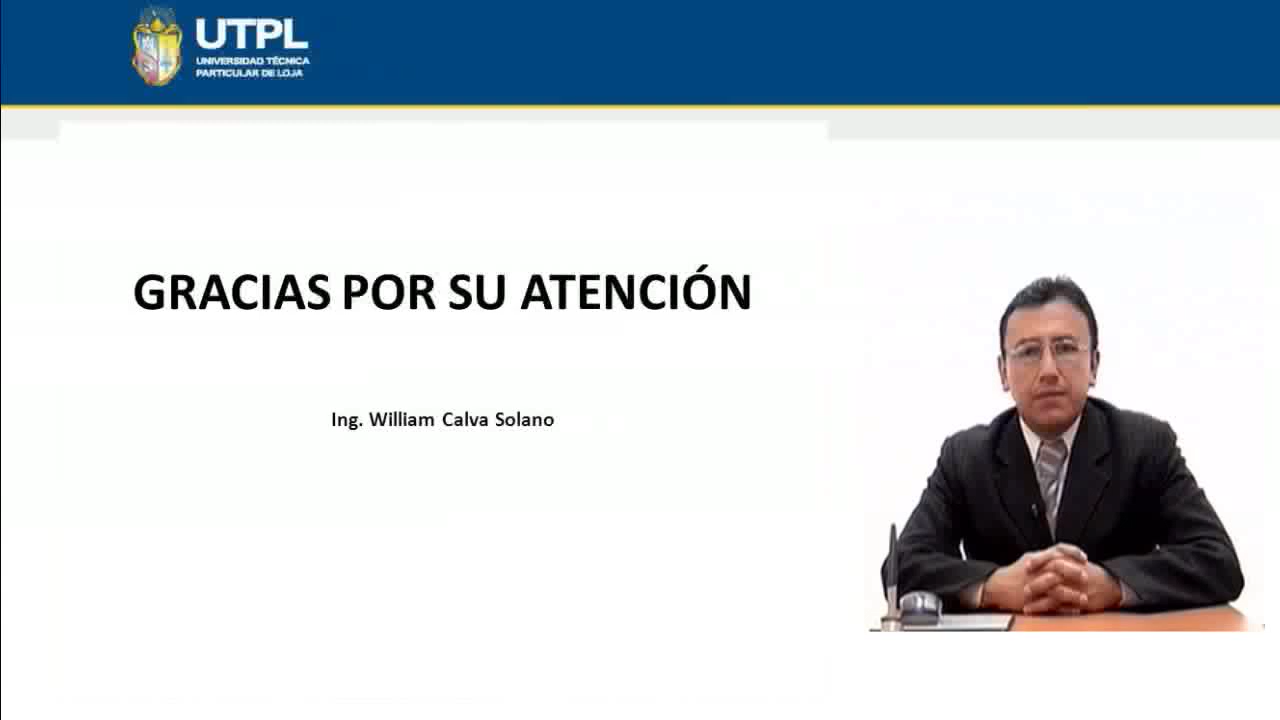 UTPL
UNIVERSIDAD TÉCNICA
PARTICULAR DE LOJA
GRACIAS POR SU ATENCIÓN
Ing. William Calva Solano